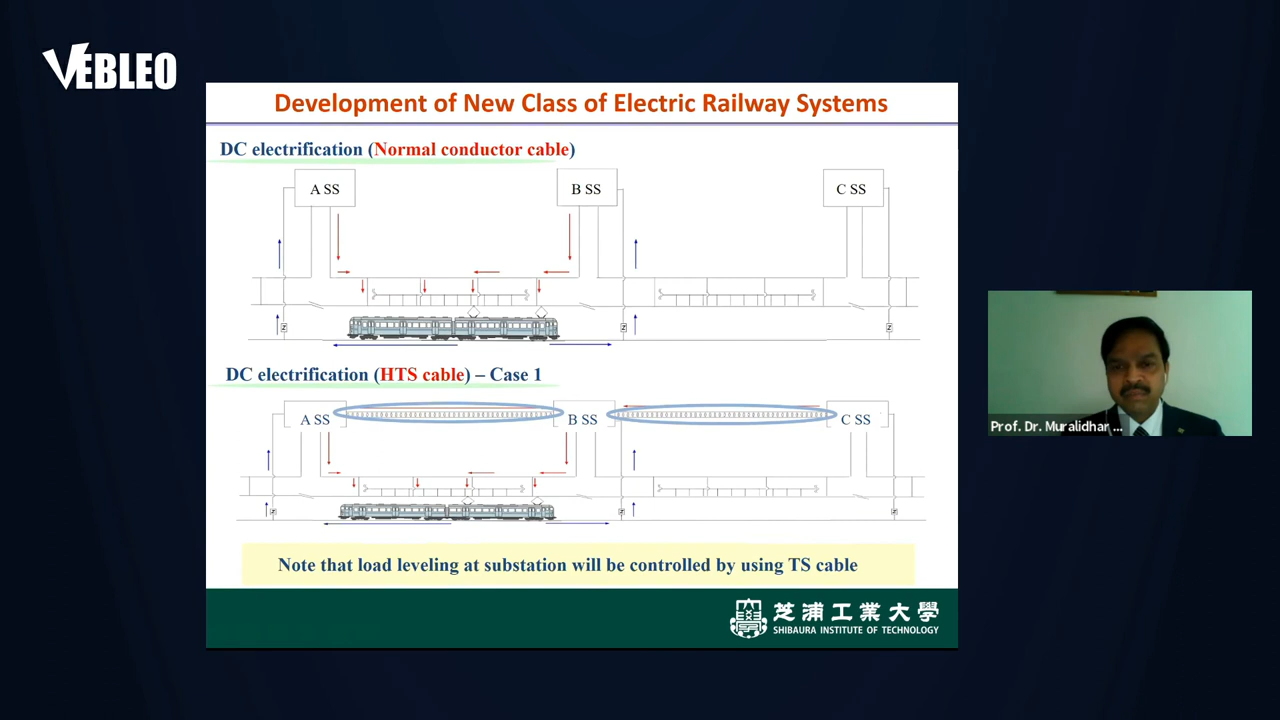 VEBLEO
Development of New Class of Electric Railway Systems
DC electrification (Normal conductor cable)
A SS
B SS
C SS
Z
Z
Z
DC electrification (HTS cable) – Case 1
A SS
B SS
C SS
Z
Z
Z
Note that load leveling at substation will be controlled by using TS cable
芝浦工業大學
SHIBAURA INSTITUTE OF TECHNOLOGY
Prof. Dr. Muralidhar ...